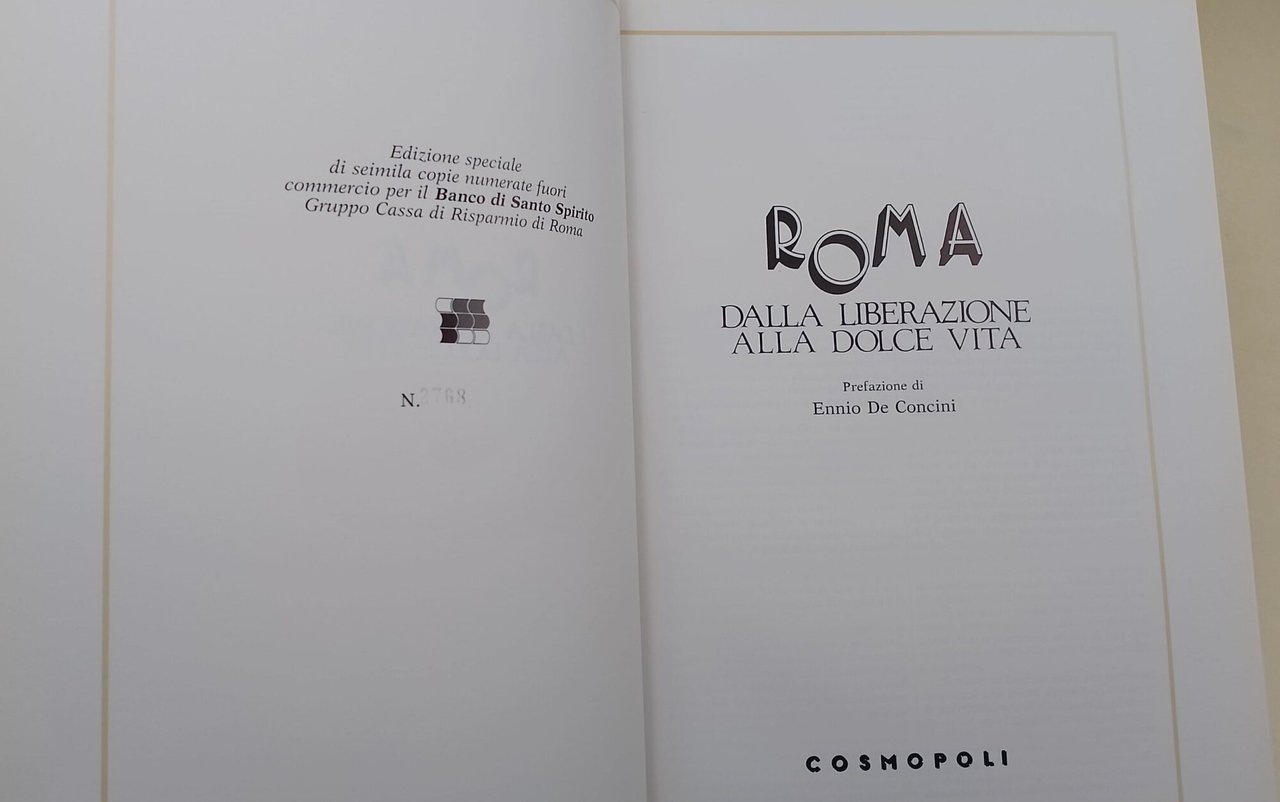 Edizione speciale
di seimila copie numerate fuori
commercio per il Banco di Santo Spirito
Gruppo Cassa di Risparmio di Roma
N.
ROMA
DALLA LIBERAZIONE
ALLA DOLCE VITA
Prefazione di
Ennio De Concini
COSMOPOLI